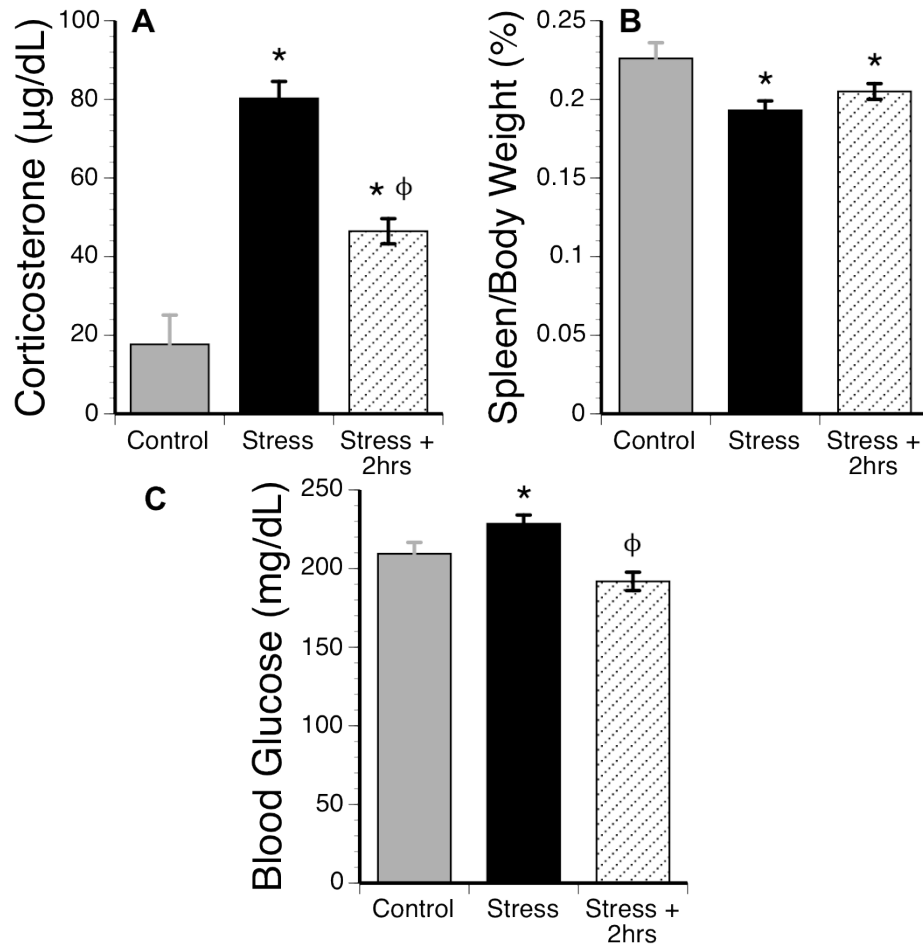 A
Corticosterone (µg/dL)
100
80
60
40
20
0
*
* ϕ
Control
Stress
Stress +
2hrs
B
Spleen/Body Weight (%)
0.25
0.2
0.15
0.1
0.05
0
*
*
Control
Stress
Stress +
2hrs
C
Blood Glucose (mg/dL)
250
200
150
100
50
0
*
ϕ
Control
Stress
Stress +
2hrs